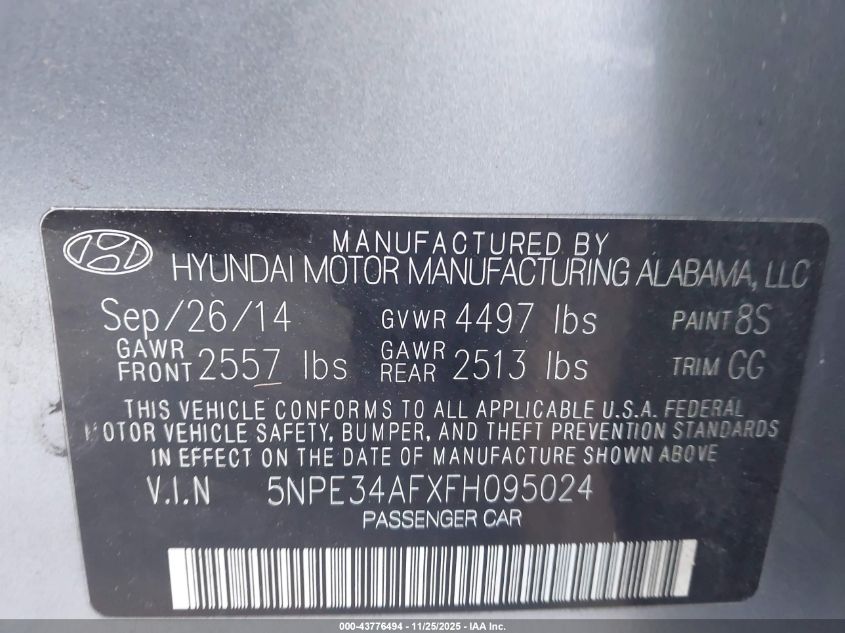 MANUFACTURED BY
HYUNDAI MOTOR MANUFACTURING ALABAMA, LLC
Sep/26/14 GVWR 4497 lbs PAINT 8S
GAWR FRONT 2557 lbs GAWR REAR 2513 lbs TRIM GG
THIS VEHICLE CONFORMS TO ALL APPLICABLE U.S.A. FEDERAL
MOTOR VEHICLE SAFETY, BUMPER, AND THEFT PREVENTION STANDARDS
IN EFFECT ON THE DATE OF MANUFACTURE SHOWN ABOVE
V.I.N 5NPE34AFXFH095024
PASSENGER CAR
000-43776494 - 11/25/2025 - IAA Inc.